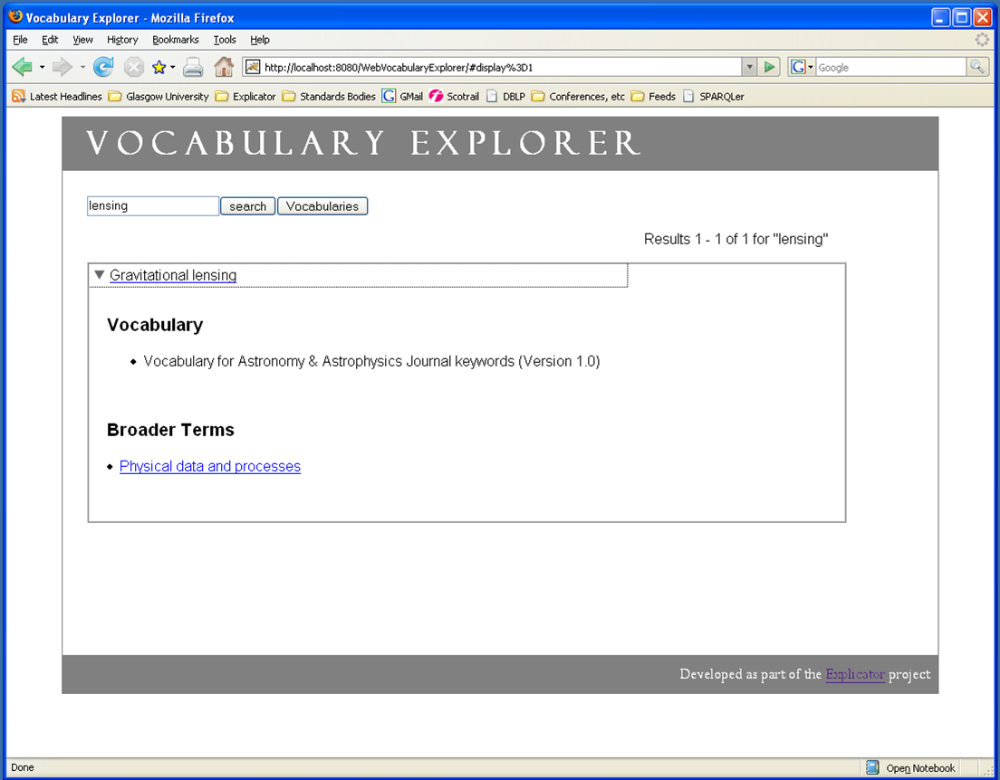 Vocabulary Explorer - Mozilla Firefox
File Edit View History Bookmarks Tools Help
http://localhost:8080/WebVocabularyExplorer/#display%3D1 G Google
Latest Headlines Glasgow University Explicator Standards Bodies G GMail Scotrail DBLP Conferences, etc Feeds SPARQLer
VOCABULARY EXPLORER
lensing search Vocabularies
Results 1 - 1 of 1 for "lensing"
Gravitational lensing
Vocabulary
Vocabulary for Astronomy & Astrophysics Journal keywords (Version 1.0)
Broader Terms
Physical data and processes
Developed as part of the Explicator project
Done Open Notebook